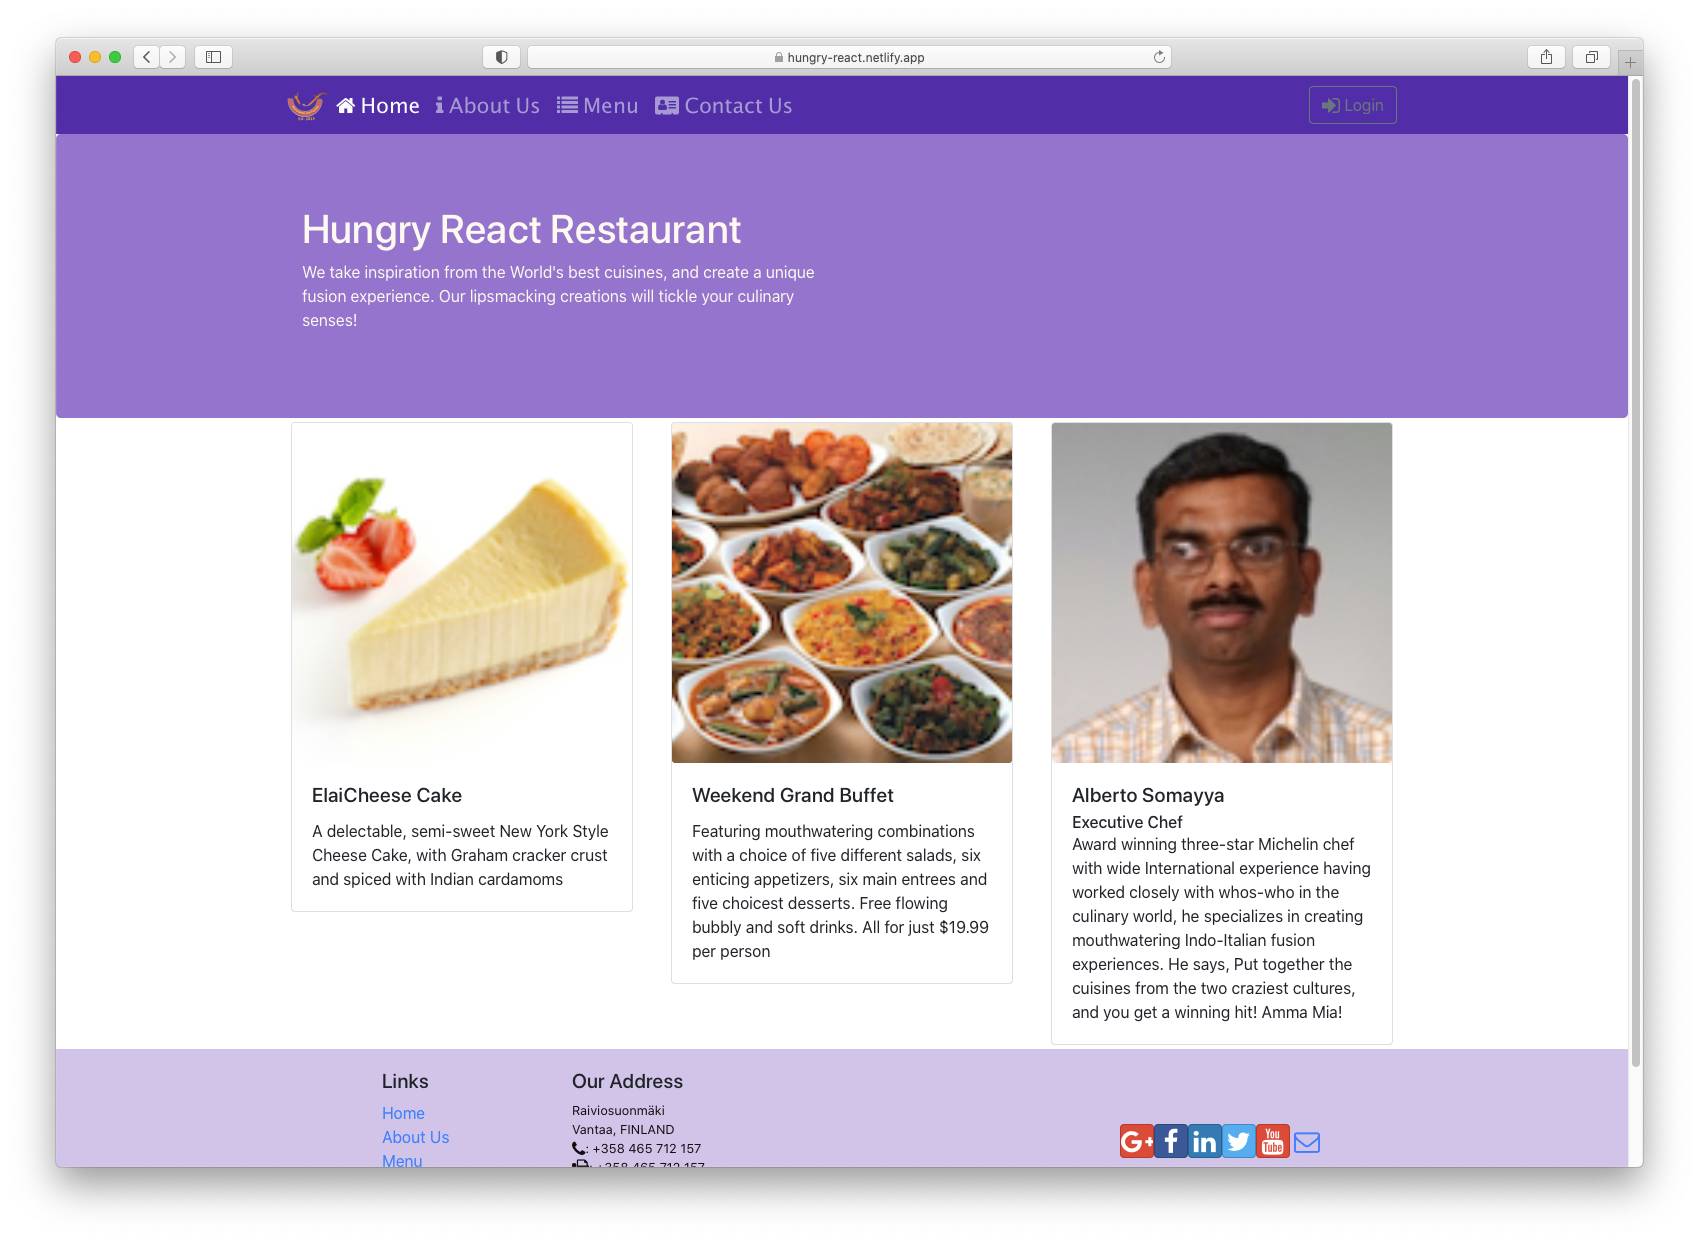 hungry-react.netlify.app
Home About Us Menu Contact Us Login
Hungry React Restaurant
We take inspiration from the World's best cuisines, and create a unique
fusion experience. Our lipsmacking creations will tickle your culinary
senses!
ElaiCheese Cake
A delectable, semi-sweet New York Style
Cheese Cake, with Graham cracker crust
and spiced with Indian cardamoms
Weekend Grand Buffet
Featuring mouthwatering combinations
with a choice of five different salads, six
enticing appetizers, six main entrees and
five choicest desserts. Free flowing
bubbly and soft drinks. All for just $19.99
per person
Alberto Somayya
Executive Chef
Award winning three-star Michelin chef
with wide International experience having
worked closely with whos-who in the
culinary world, he specializes in creating
mouthwatering Indo-Italian fusion
experiences. He says, Put together the
cuisines from the two craziest cultures,
and you get a winning hit! Amma Mia!
Links
Home
About Us
Menu
Our Address
Raiviosuonmäki
Vantaa, FINLAND
: +358 465 712 157
: +358 465 712 157
G+ f in You Tube